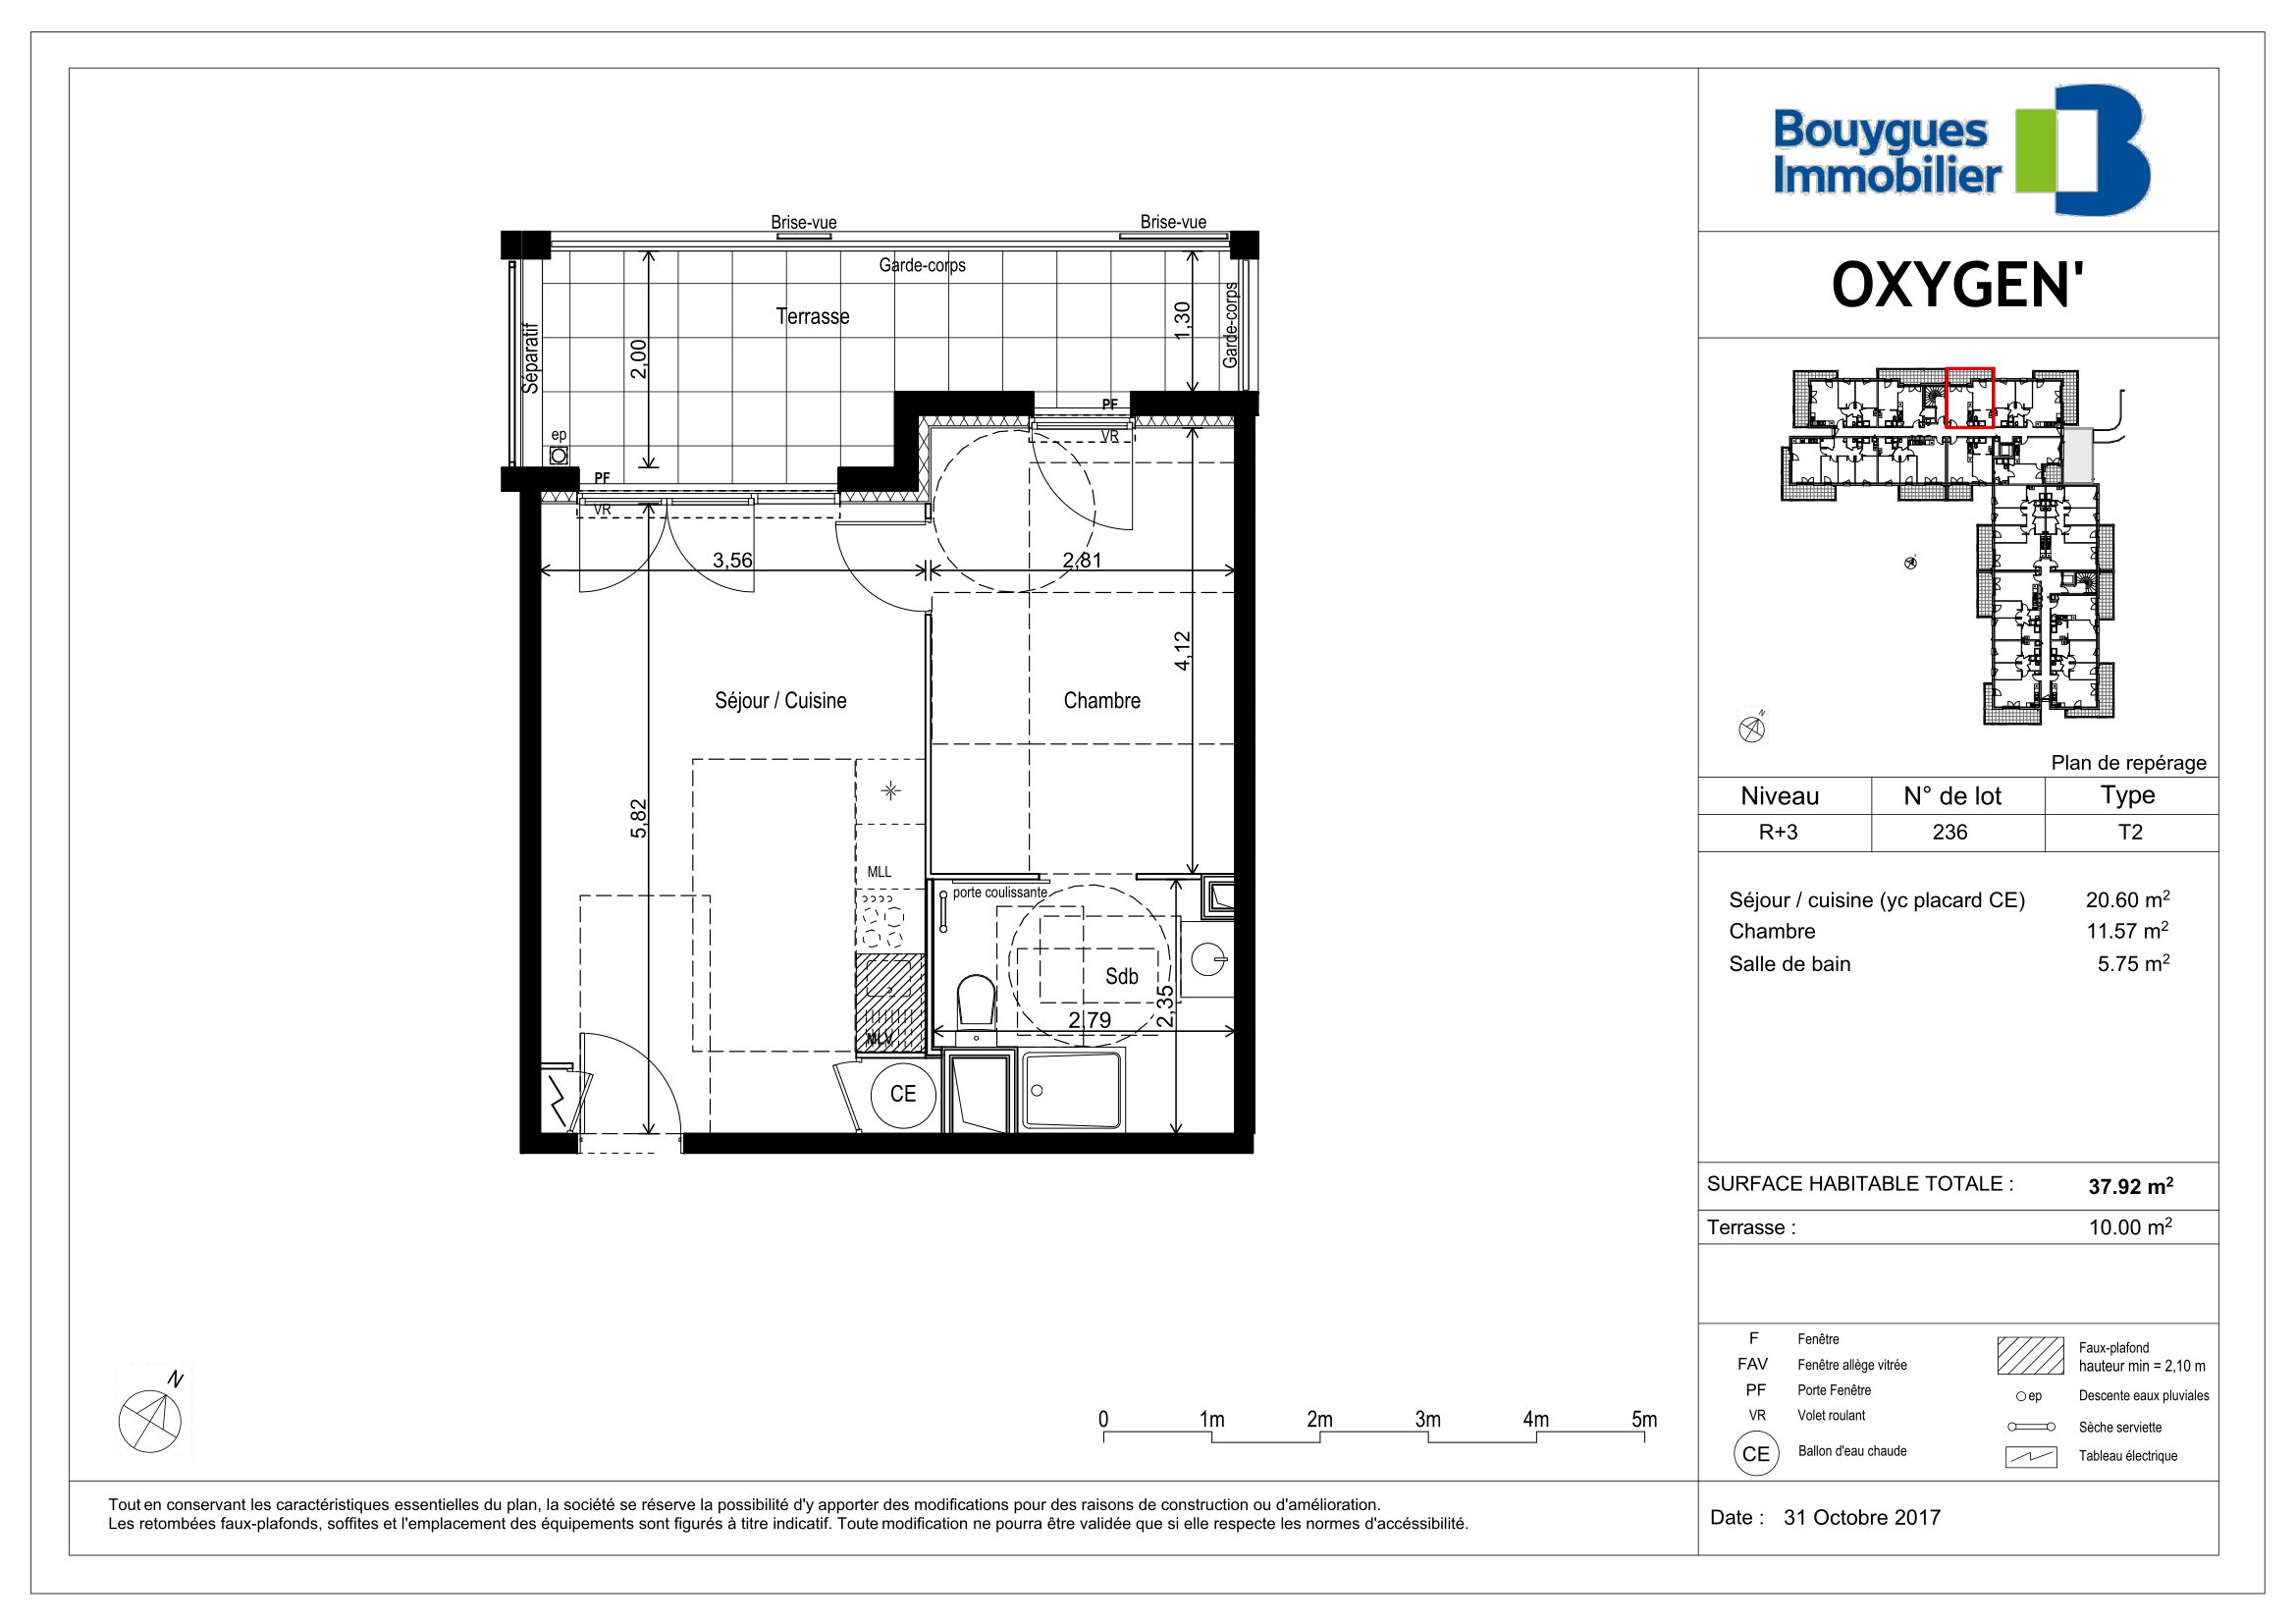 Bouygues
Immobilier
OXYGEN'
Brise-vue
Brise-vue
Garde-corps
Terrasse
Séparatif
2,00
1,30
Garde-corps
ep
PF
VR
PF
VR
3,56
2,81
4,12
Séjour / Cuisine
Chambre
5,82
MLL
porte coulissante
Sdb
2,35
2,79
MLV
CE
N
N
Plan de repérage
Niveau N° de lot Type
R+3 236 T2
Séjour / cuisine (yc placard CE) 20.60 m²
Chambre 11.57 m²
Salle de bain 5.75 m²
SURFACE HABITABLE TOTALE : 37.92 m²
Terrasse : 10.00 m²
F Fenêtre
FAV Fenêtre allège vitrée
PF Porte Fenêtre
VR Volet roulant
CE Ballon d'eau chaude
Faux-plafond
hauteur min = 2,10 m
ep Descente eaux pluviales
Sèche serviette
Tableau électrique
0 1m 2m 3m 4m 5m
Tout en conservant les caractéristiques essentielles du plan, la société se réserve la possibilité d'y apporter des modifications pour des raisons de construction ou d'amélioration.
Les retombées faux-plafonds, soffites et l'emplacement des équipements sont figurés à titre indicatif. Toute modification ne pourra être validée que si elle respecte les normes d'accéssibilité.
Date : 31 Octobre 2017